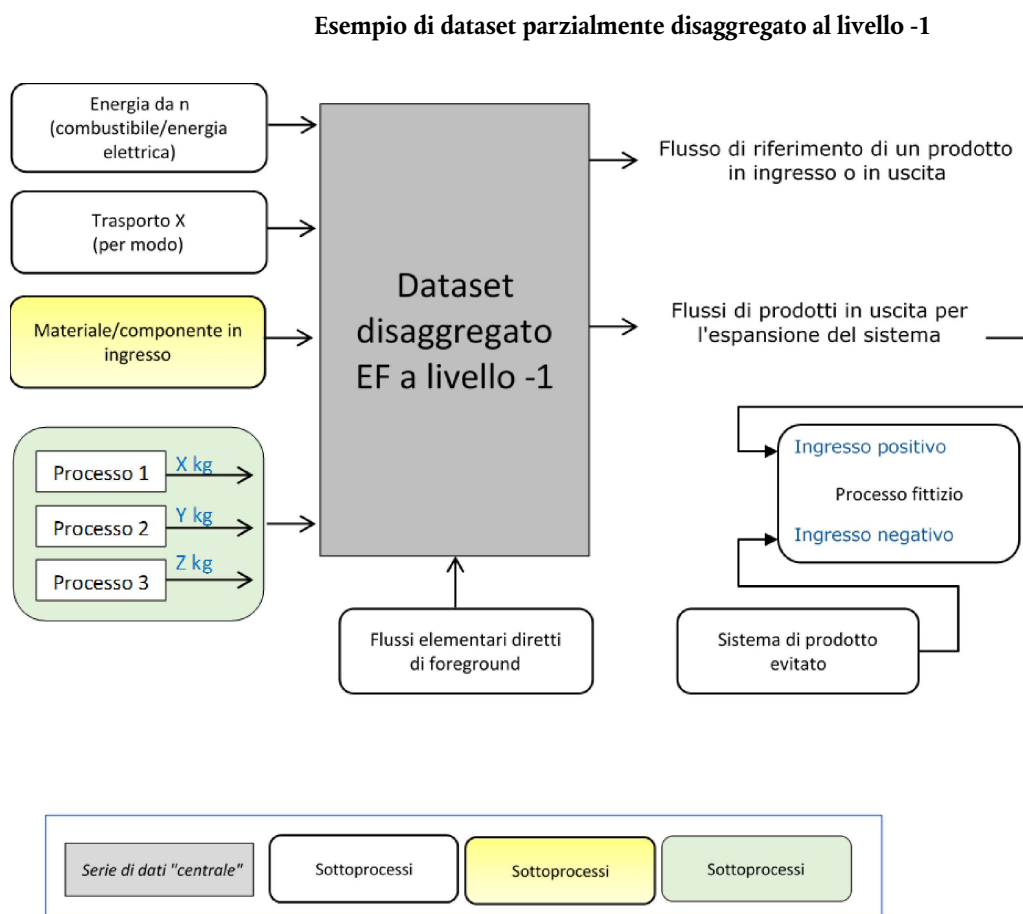 Esempio di dataset parzialmente disaggregato al livello -1
Energia da n
(combustibile/energia
elettrica)
Trasporto X
(per modo)
Materiale/componente in
ingresso
Processo 1
X kg
Processo 2
Y kg
Processo 3
Z kg
Dataset
disaggregato
EF a livello -1
Flussi elementari diretti
di foreground
Flusso di riferimento di un prodotto
in ingresso o in uscita
Flussi di prodotti in uscita per
l'espansione del sistema
Ingresso positivo
Processo fittizio
Ingresso negativo
Sistema di prodotto
evitato
Serie di dati "centrale"
Sottoprocessi
Sottoprocessi
Sottoprocessi